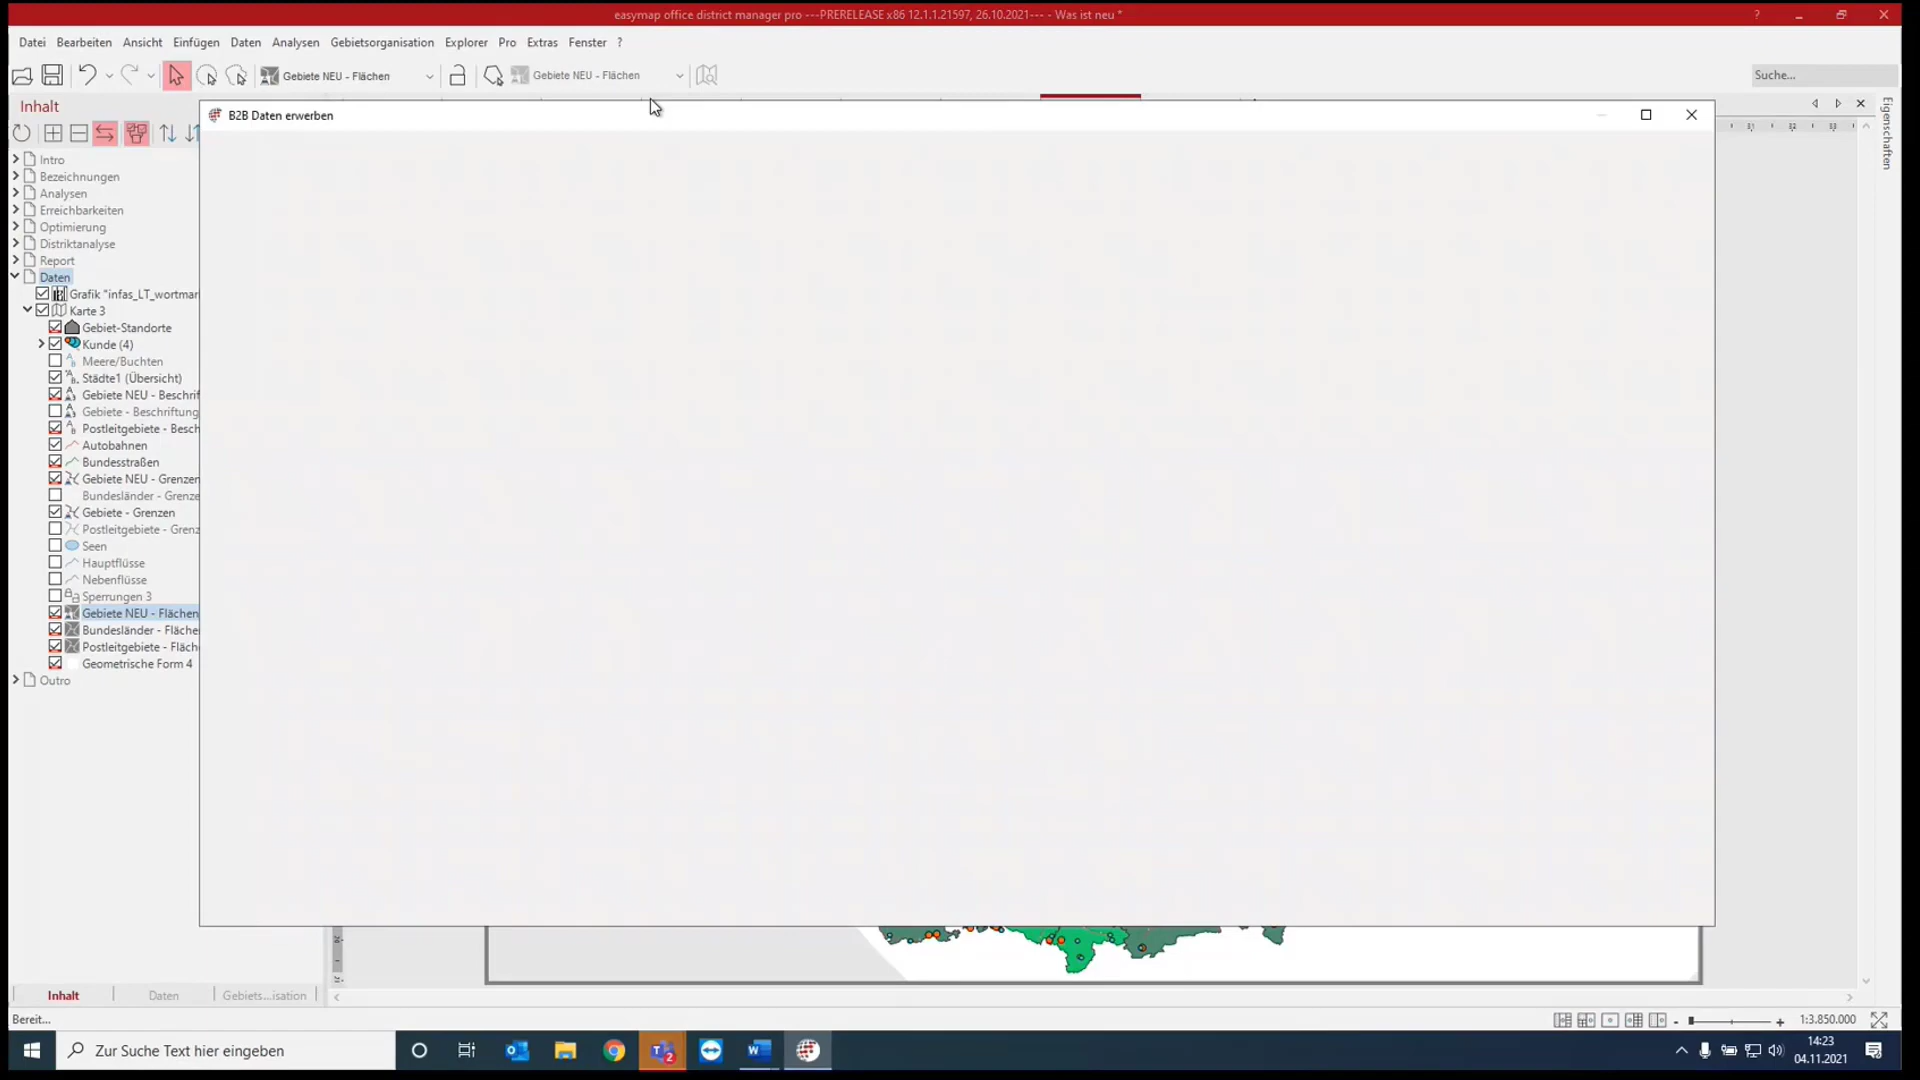 easymap office district manager pro ---PRERELEASE x86 12.1.1.21597, 26.10.2021--- - Was ist neu *
Datei Bearbeiten Ansicht Einfügen Daten Analysen Gebietsorganisation Explorer Pro Extras Fenster ?
Gebiete NEU - Flächen
Gebiete NEU - Flächen
Suche...
Inhalt
B2B Daten erwerben
Eigenschaften
Intro
Bezeichnungen
Analysen
Erreichbarkeiten
Optimierung
Distriktanalyse
Report
Daten
Grafik "infas_LT_wortmar
Karte 3
Gebiet-Standorte
Kunde (4)
Meere/Buchten
Städte1 (Übersicht)
Gebiete NEU - Beschrif
Gebiete - Beschriftung
Postleitgebiete - Besch
Autobahnen
Bundesstraßen
Gebiete NEU - Grenzen
Bundesländer - Grenze
Gebiete - Grenzen
Postleitgebiete - Grenz
Seen
Hauptflüsse
Nebenflüsse
Sperrungen 3
Gebiete NEU - Flächen
Bundesländer - Fläche
Postleitgebiete - Fläch
Geometrische Form 4
Outro
Inhalt Daten Gebiets...isation
Bereit...
1:3.850.000
Zur Suche Text hier eingeben
14:23
04.11.2021